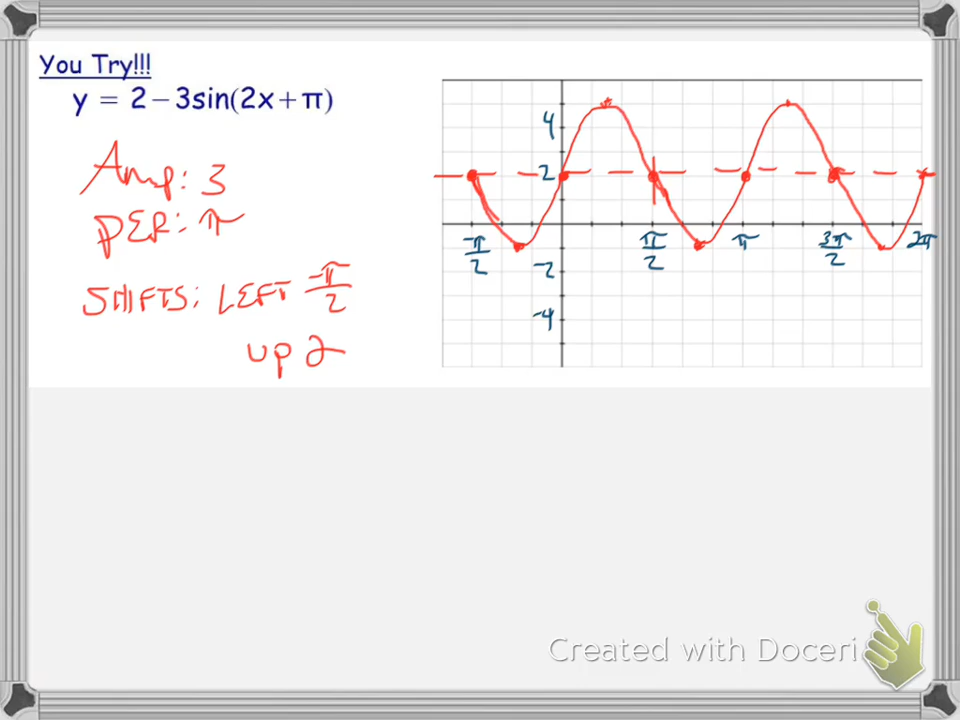 You Try!!!
y = 2 – 3sin(2x + π)
Amp: 3
PER: π
SHIFTS: LEFT -π/2
up 2
4
2
-2
-4
-π/2 π/2 π 3π/2 2π
Created with Doceri